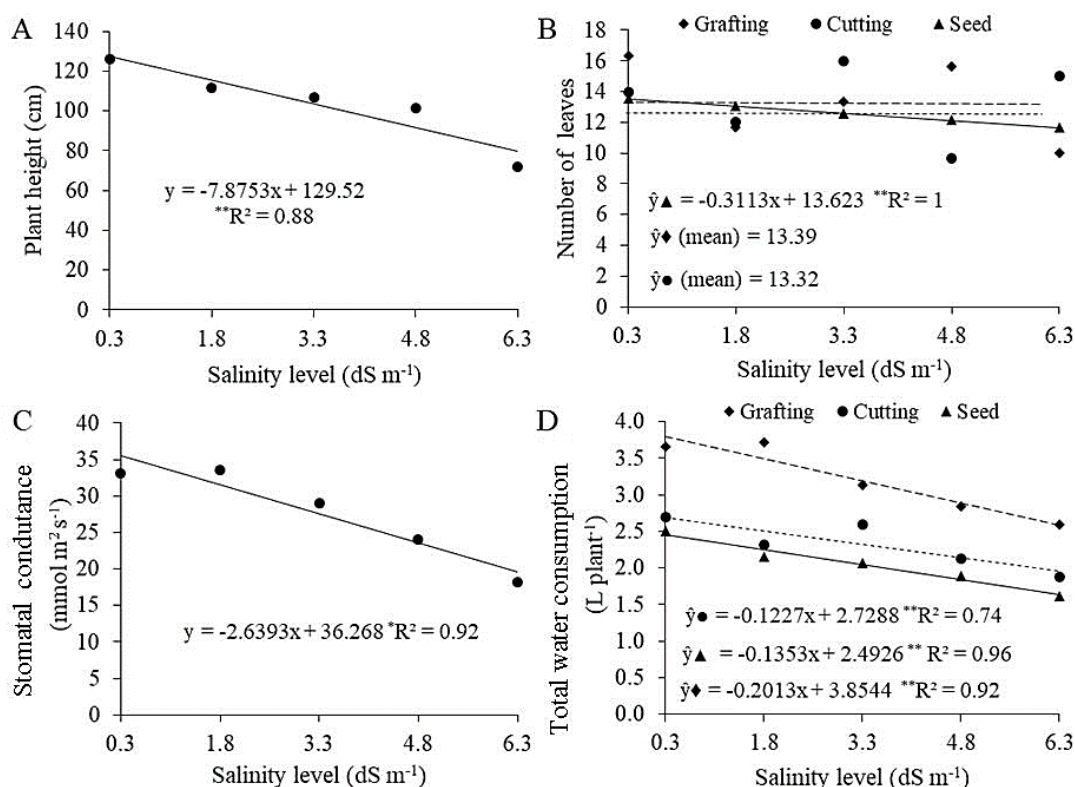 A
Plant height (cm)
140
120
100
80
60
40
20
0
y = -7.8753x + 129.52
**R² = 0.88
0.3 1.8 3.3 4.8 6.3
Salinity level (dS m⁻¹)
B
◆ Grafting ● Cutting ▲ Seed
Number of leaves
18
16
14
12
10
8
6
4
2
0
ŷ▲ = -0.3113x + 13.623 **R² = 1
ŷ◆ (mean) = 13.39
ŷ● (mean) = 13.32
0.3 1.8 3.3 4.8 6.3
Salinity level (dS m⁻¹)
C
Stomatal condutance
(mmol m² s⁻¹)
40
35
30
25
20
15
10
5
0
y = -2.6393x + 36.268 *R² = 0.92
0.3 1.8 3.3 4.8 6.3
Salinity level (dS m⁻¹)
D
◆ Grafting ● Cutting ▲ Seed
Total water consumption
(L plant⁻¹)
4.0
3.5
3.0
2.5
2.0
1.5
1.0
0.5
0.0
ŷ● = -0.1227x + 2.7288 **R² = 0.74
ŷ▲ = -0.1353x + 2.4926 ** R² = 0.96
ŷ◆ = -0.2013x + 3.8544 **R² = 0.92
0.3 1.8 3.3 4.8 6.3
Salinity level (dS m⁻¹)